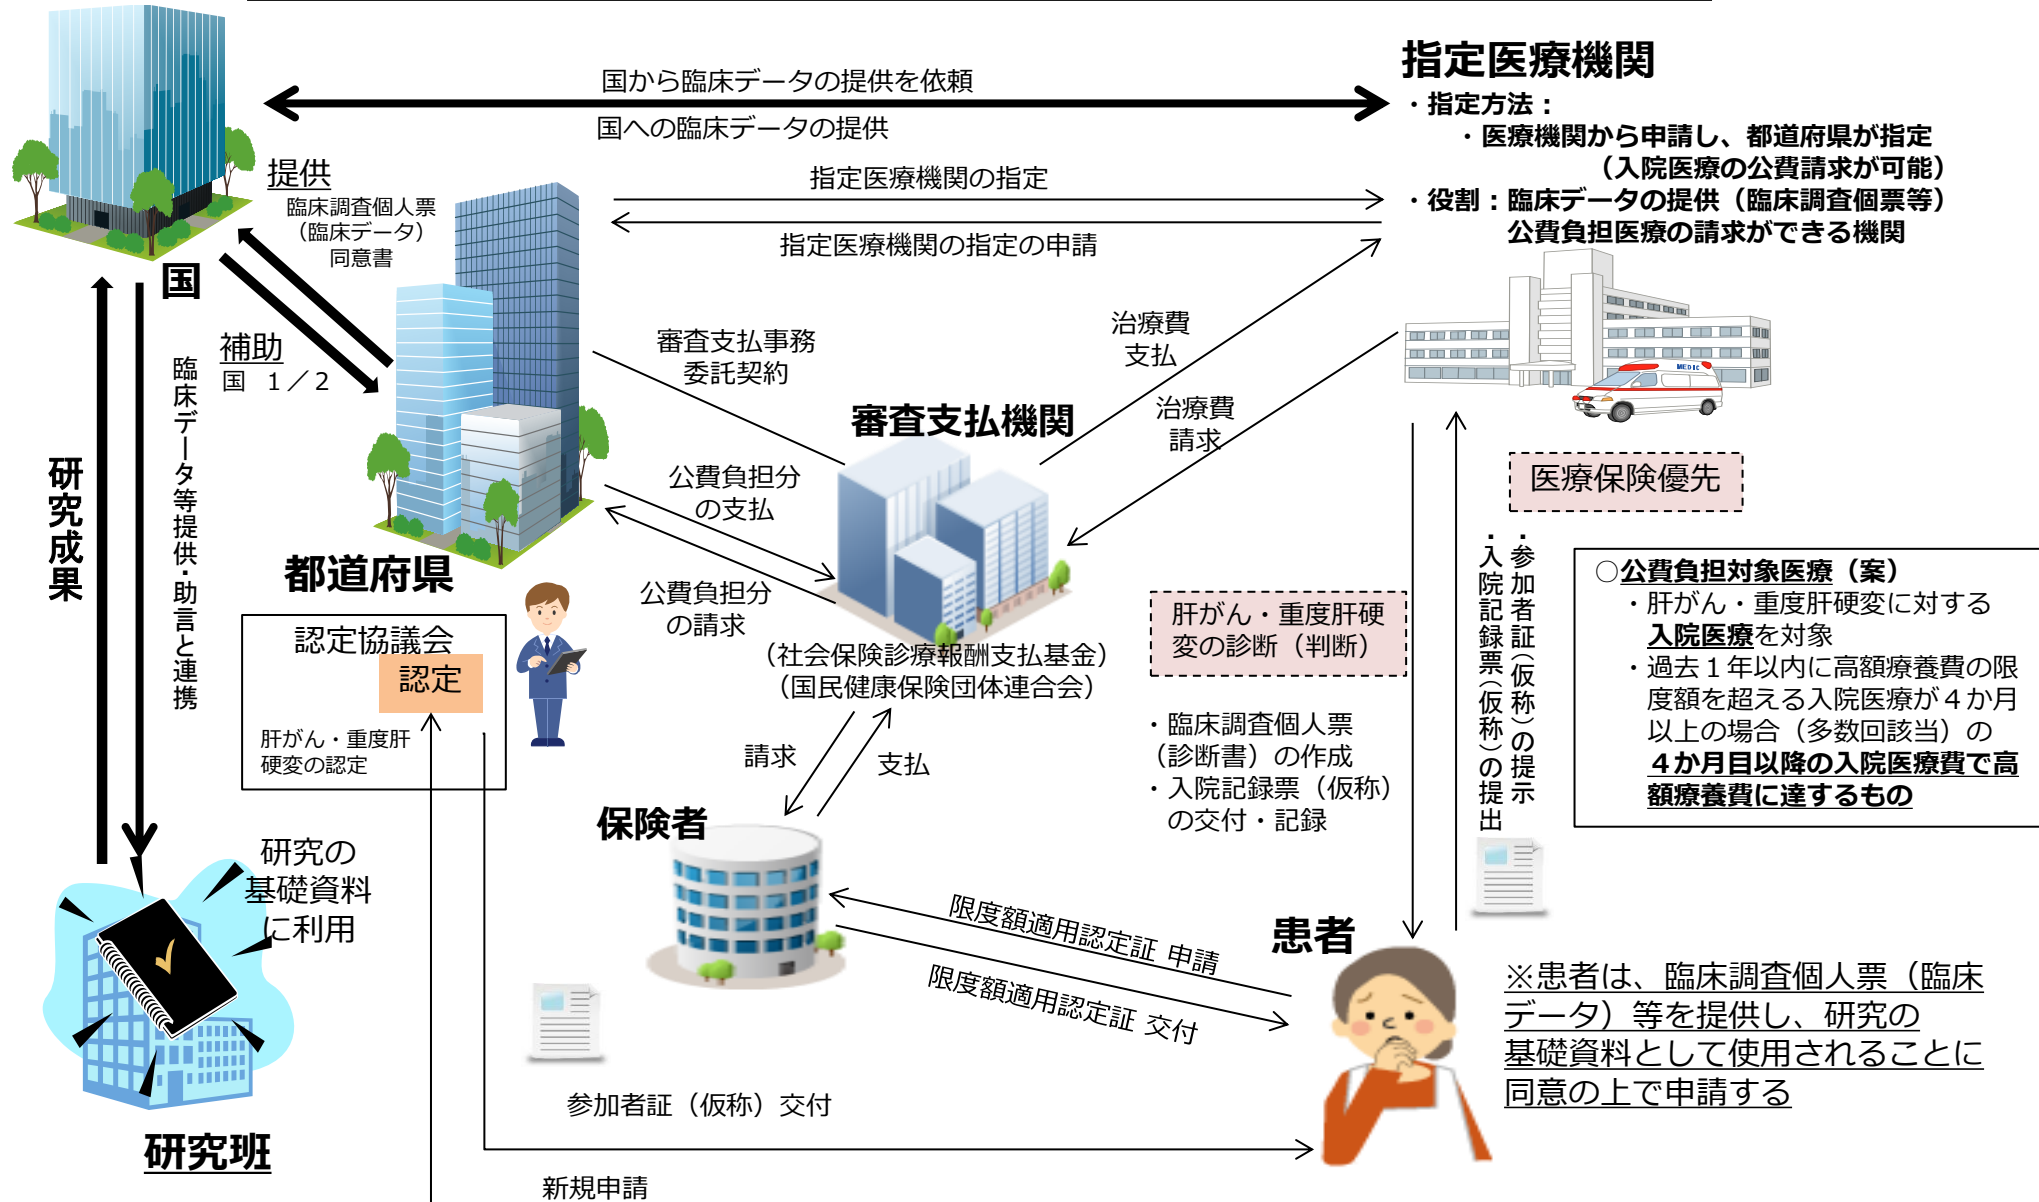 指定医療機関
・指定方法：
・医療機関から申請し、都道府県が指定
（入院医療の公費請求が可能）
・役割：臨床データの提供（臨床調査個票等）
公費負担医療の請求ができる機関
国から臨床データの提供を依頼
国への臨床データの提供
指定医療機関の指定
指定医療機関の指定の申請
提供
臨床調査個人票
（臨床データ）
同意書
国
補助
国 １／２
臨床データ等提供・助言と連携
研究成果
都道府県
審査支払事務
委託契約
審査支払機関
治療費
支払
治療費
請求
MEDIC
公費負担分
の支払
公費負担分
の請求
（社会保険診療報酬支払基金）
（国民健康保険団体連合会）
認定協議会
認定
肝がん・重度肝
硬変の認定
請求
支払
保険者
医療保険優先
肝がん・重度肝硬
変の診断（判断）
・臨床調査個人票
（診断書）の作成
・入院記録票（仮称）
の交付・記録
・参加者証（仮称）の提示
・入院記録票（仮称）の提出
○公費負担対象医療（案）
・肝がん・重度肝硬変に対する
入院医療を対象
・過去１年以内に高額療養費の限
度額を超える入院医療が４か月
以上の場合（多数回該当）の
４か月目以降の入院医療費で高
額療養費に達するもの
研究の
基礎資料
に利用
研究班
限度額適用認定証 申請
限度額適用認定証 交付
患者
※患者は、臨床調査個人票（臨床
データ）等を提供し、研究の
基礎資料として使用されることに
同意の上で申請する
参加者証（仮称）交付
新規申請